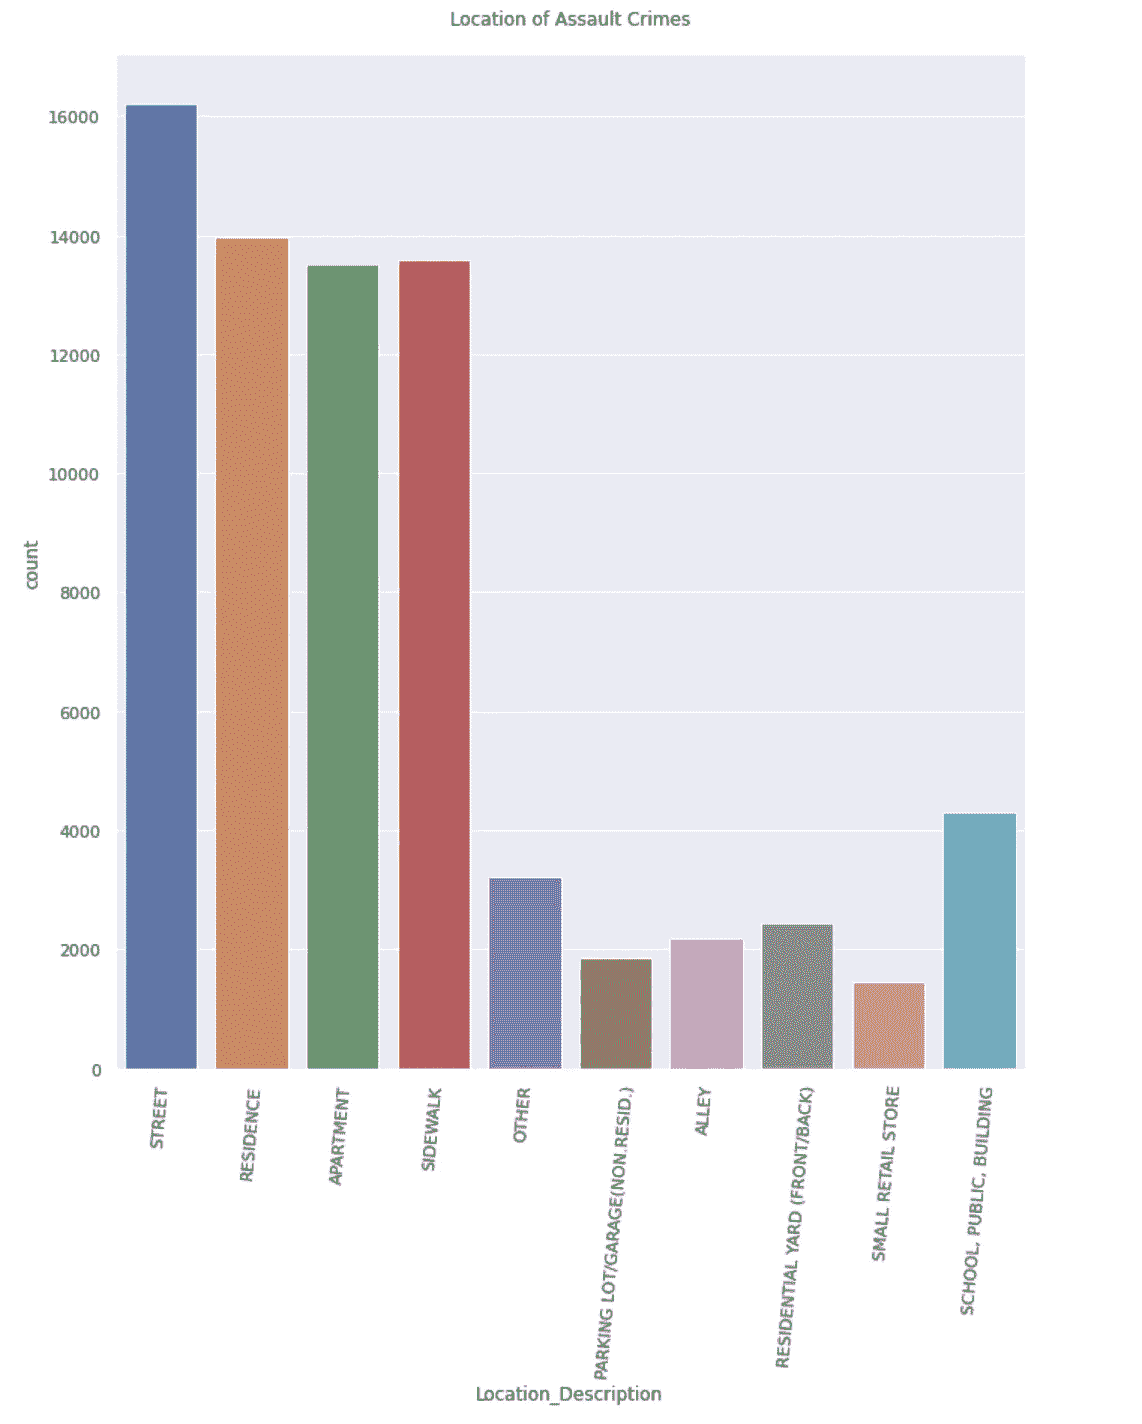 Location of Assault Crimes
16000
14000
12000
10000
8000
6000
4000
2000
0
count
STREET
RESIDENCE
APARTMENT
SIDEWALK
OTHER
PARKING LOT/GARAGE(NON.RESID.)
ALLEY
RESIDENTIAL YARD (FRONT/BACK)
SMALL RETAIL STORE
SCHOOL, PUBLIC, BUILDING
Location_Description